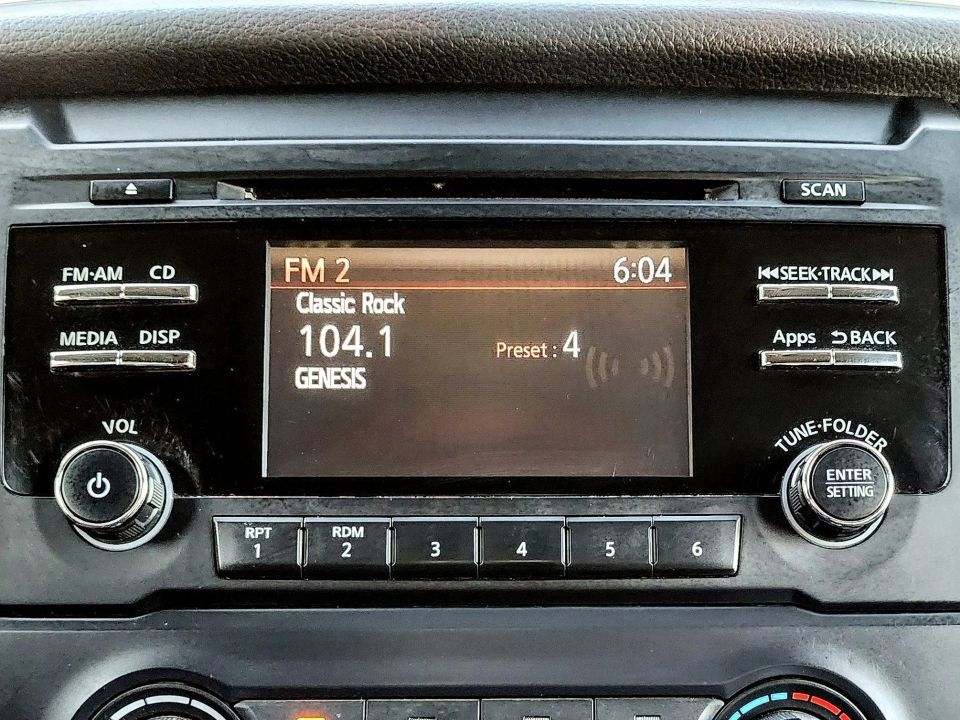 SCAN
FM·AM CD
MEDIA DISP
VOL
FM 2 6:04
Classic Rock
104.1 Preset : 4
GENESIS
SEEK·TRACK
Apps BACK
TUNE·FOLDER
ENTER
SETTING
RPT RDM
1 2 3 4 5 6